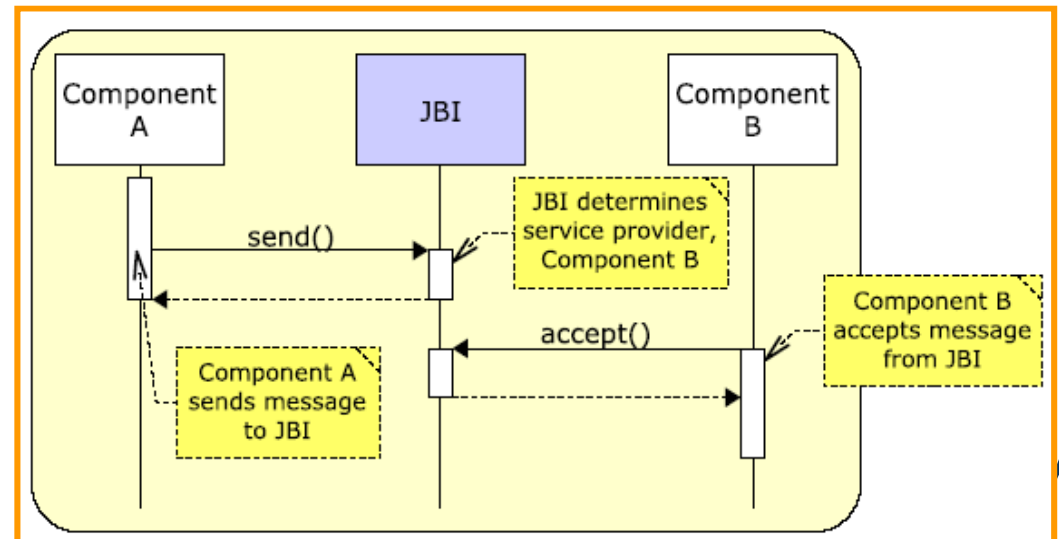 Component
A
JBI
Component
B
JBI determines
service provider,
Component B
send()
Component B
accepts message
from JBI
accept()
Component A
sends message
to JBI